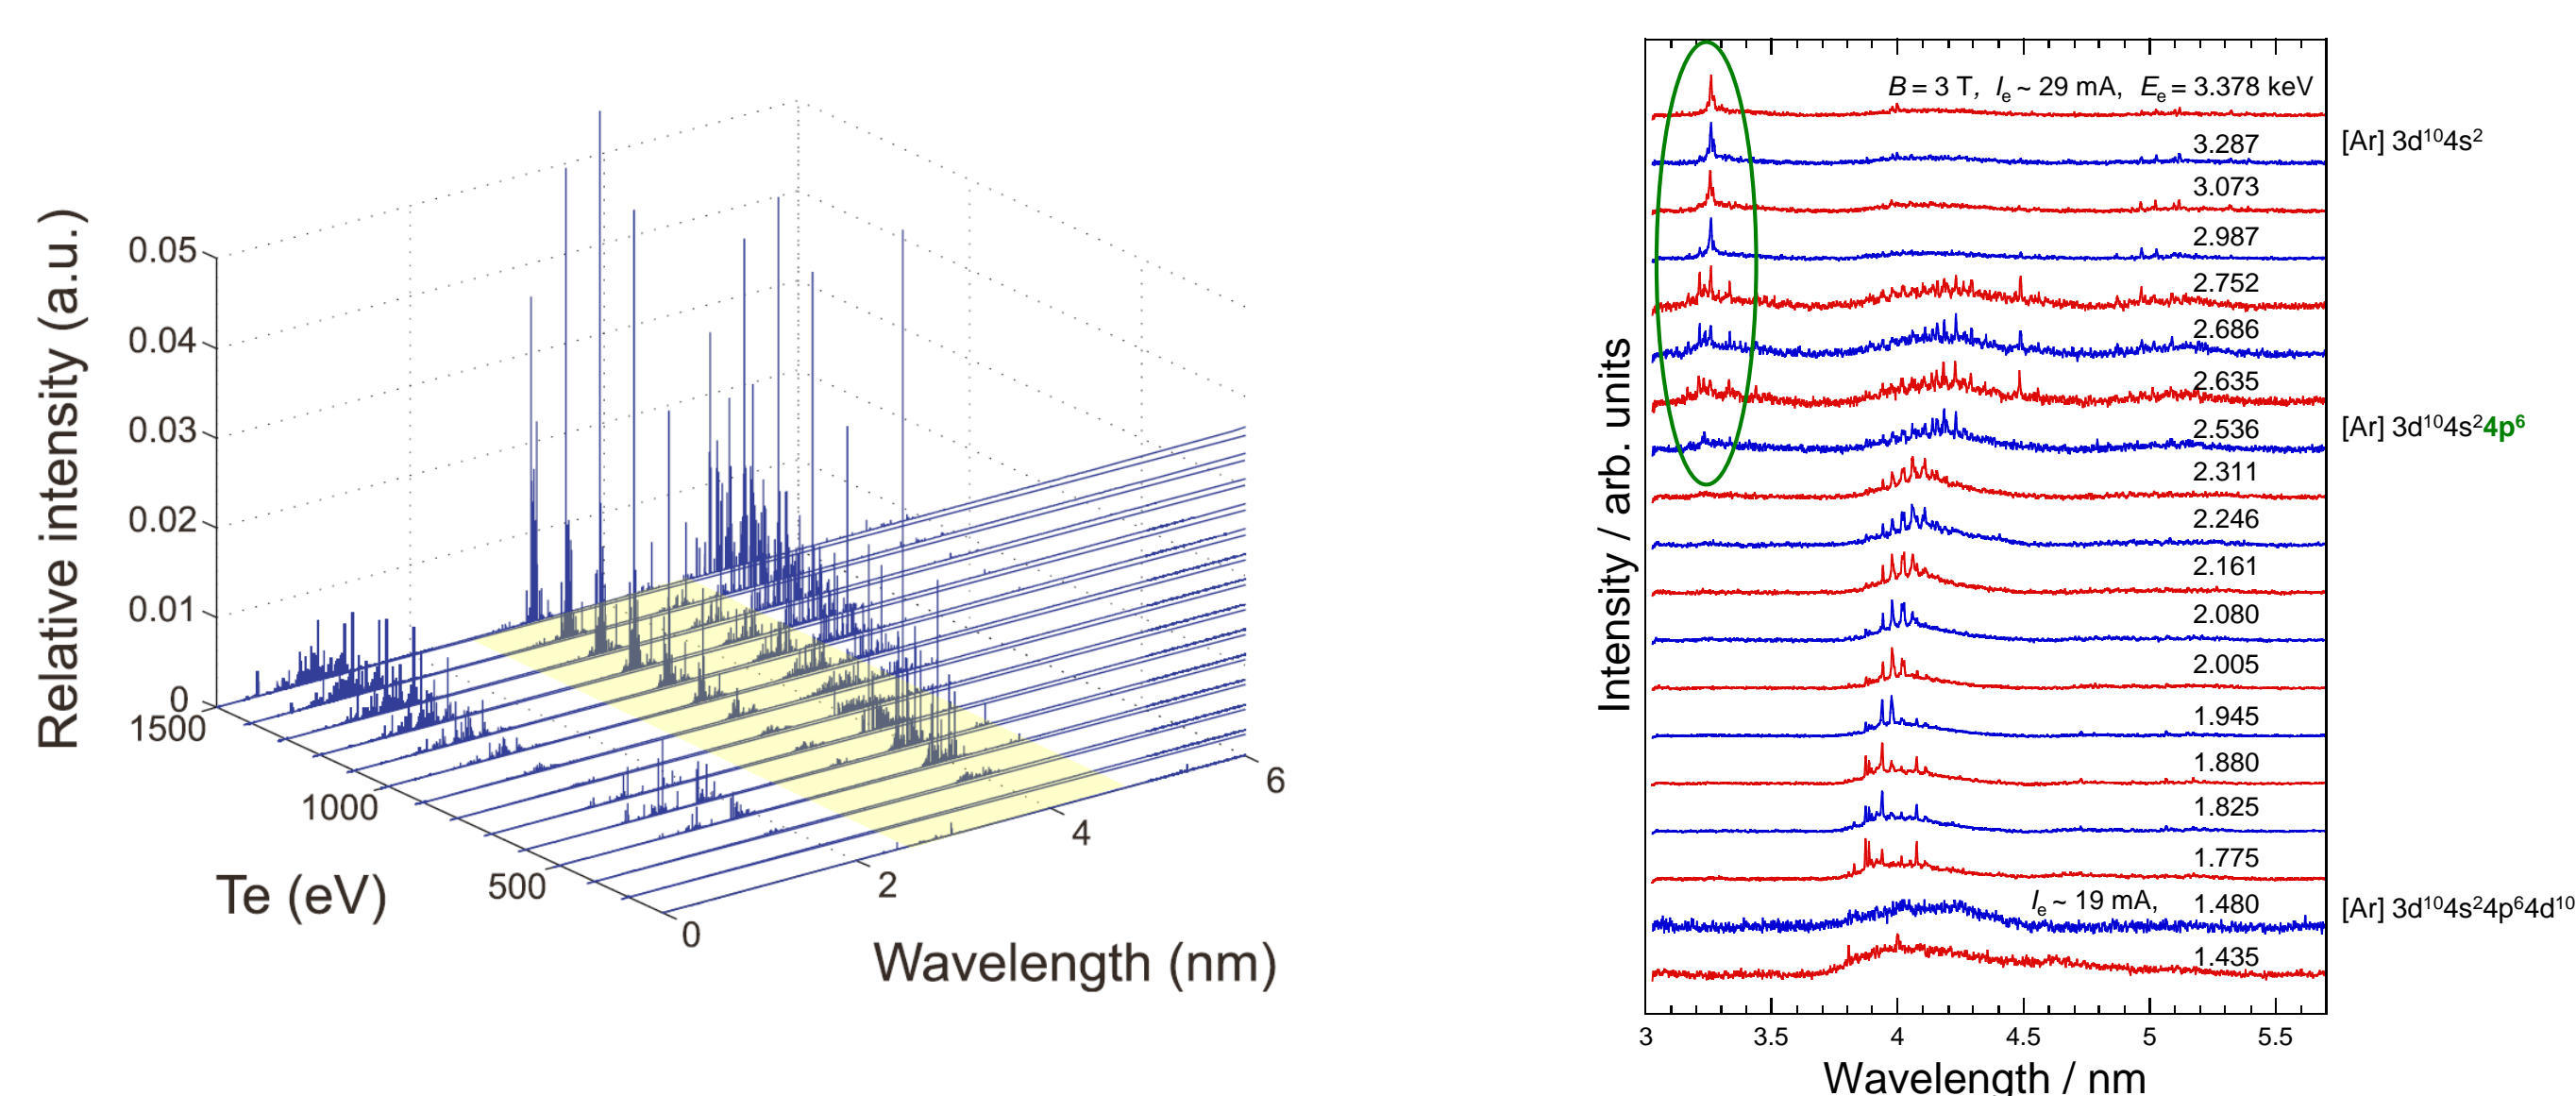 Relative intensity (a.u.)
0.05
0.04
0.03
0.02
0.01
0
1500
1000
500
Te (eV)
0
2
4
6
Wavelength (nm)
Intensity / arb. units
B = 3 T, Ie ~ 29 mA, Ee = 3.378 keV
3.287
3.073
2.987
2.752
2.686
2.635
2.536
2.311
2.246
2.161
2.080
2.005
1.945
1.880
1.825
1.775
Ie ~ 19 mA, 1.480
1.435
3 3.5 4 4.5 5 5.5
Wavelength / nm
[Ar] 3d¹⁰4s²
[Ar] 3d¹⁰4s²4p⁶
[Ar] 3d¹⁰4s²4p⁶4d¹⁰